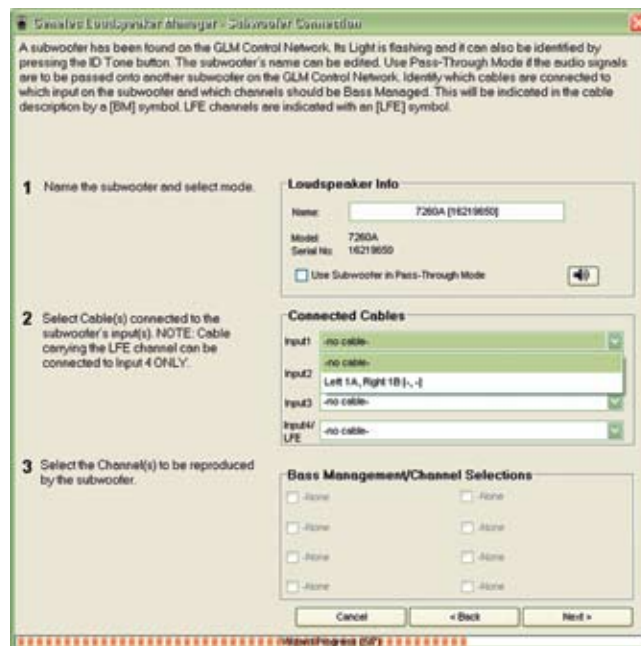 Genelec Loudspeaker Manager - Subwoofer Connection
A subwoofer has been found on the GLM Control Network. Its Light is flashing and it can also be identified by
pressing the ID Tone button. The subwoofer's name can be edited. Use Pass-Through Mode if the audio signals
are to be passed onto another subwoofer on the GLM Control Network. Identify which cables are connected to
which input on the subwoofer and which channels should be Bass Managed. This will be indicated in the cable
description by a [BM] symbol. LFE channels are indicated with an [LFE] symbol.
1 Name the subwoofer and select mode.
Loudspeaker Info
Name: 7260A [16219650]
Model: 7260A
Serial No: 16219650
Use Subwoofer in Pass-Through Mode
2 Select Cable(s) connected to the
subwoofer's input(s). NOTE: Cable
carrying the LFE channel can be
connected to Input 4 ONLY.
Connected Cables
Input1 -no cable-
-no cable-
Input2
Left 1A, Right 1B [-, -]
Input3 -no cable-
Input4/
LFE -no cable-
3 Select the Channel(s) to be reproduced
by the subwoofer.
Bass Management/Channel Selections
-None -None
-None -None
-None -None
-None -None
Cancel < Back Next >
Wizard Progress